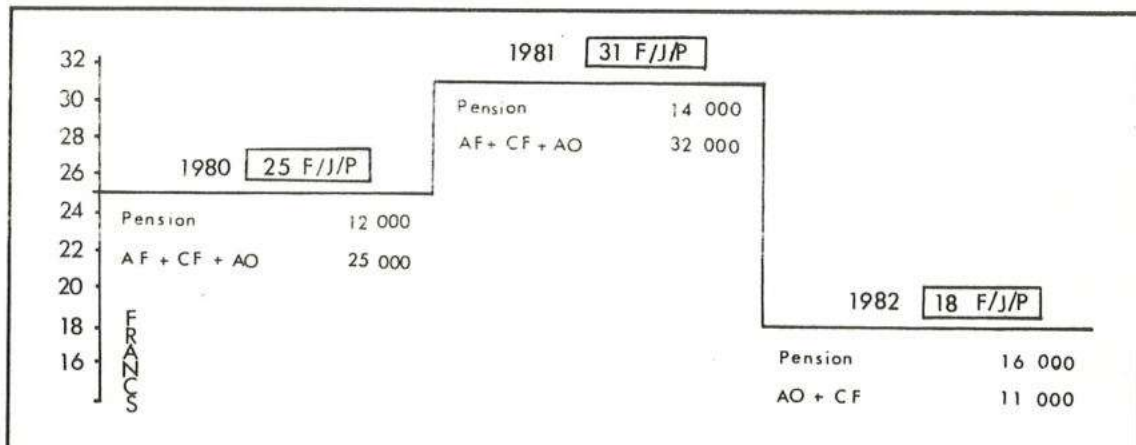 1981 31 F/J/P
32
30
28
26
24
22
20
18
16
FRANCS
Pension 14 000
AF+ CF + AO 32 000
1980 25 F/J/P
Pension 12 000
AF + CF + AO 25 000
1982 18 F/J/P
Pension 16 000
AO + CF 11 000